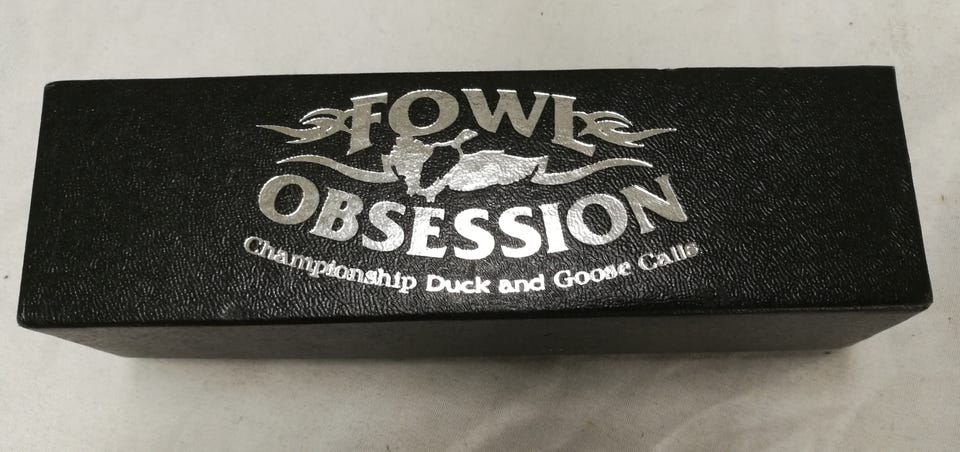 FOWL
OBSESSION
Championship Duck and Goose Calls